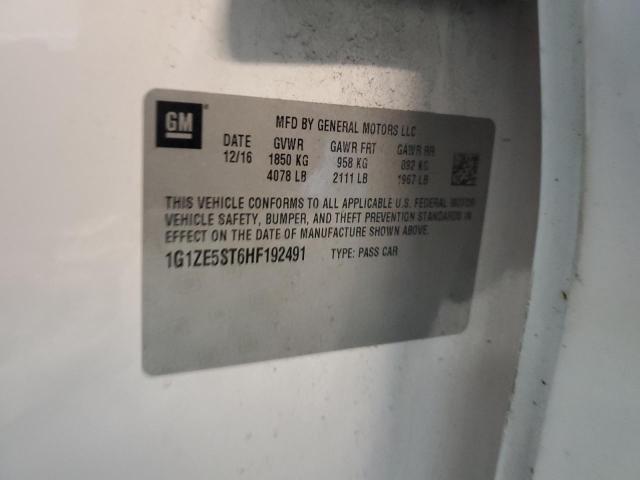 GM
MFD BY GENERAL MOTORS LLC
DATE GVWR GAWR FRT GAWR RR
12/16 1850 KG 958 KG 892 KG
4078 LB 2111 LB 1967 LB
THIS VEHICLE CONFORMS TO ALL APPLICABLE U.S. FEDERAL MOTOR
VEHICLE SAFETY, BUMPER, AND THEFT PREVENTION STANDARDS IN
EFFECT ON THE DATE OF MANUFACTURE SHOWN ABOVE.
1G1ZE5ST6HF192491 TYPE: PASS CAR